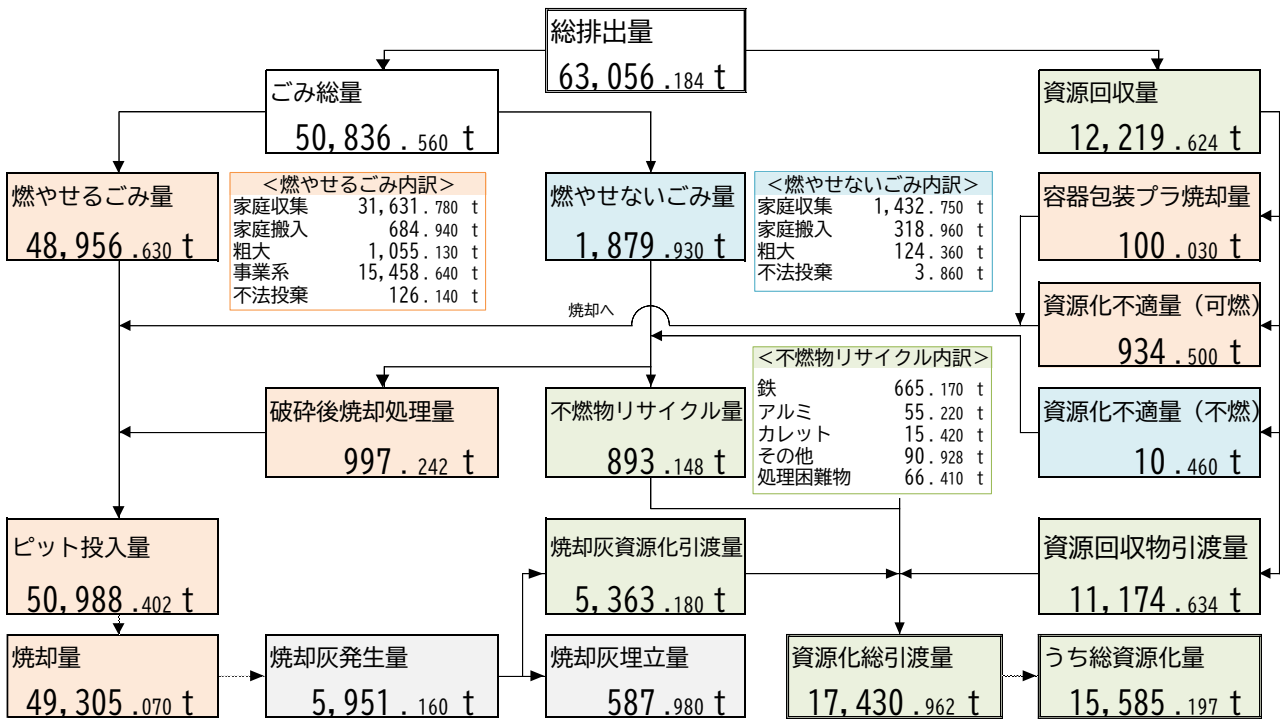 総排出量
63,056.184 t
ごみ総量
50,836.560 t
資源回収量
12,219.624 t
燃やせるごみ量
48,956.630 t
＜燃やせるごみ内訳＞
家庭収集 31,631.780 t
家庭搬入 684.940 t
粗大 1,055.130 t
事業系 15,458.640 t
不法投棄 126.140 t
燃やせないごみ量
1,879.930 t
＜燃やせないごみ内訳＞
家庭収集 1,432.750 t
家庭搬入 318.960 t
粗大 124.360 t
不法投棄 3.860 t
容器包装プラ焼却量
100.030 t
焼却へ
資源化不適量（可燃）
934.500 t
破砕後焼却処理量
997.242 t
不燃物リサイクル量
893.148 t
＜不燃物リサイクル内訳＞
鉄 665.170 t
アルミ 55.220 t
カレット 15.420 t
その他 90.928 t
処理困難物 66.410 t
資源化不適量（不燃）
10.460 t
ピット投入量
50,988.402 t
焼却灰資源化引渡量
5,363.180 t
資源回収物引渡量
11,174.634 t
焼却量
49,305.070 t
焼却灰発生量
5,951.160 t
焼却灰埋立量
587.980 t
資源化総引渡量
17,430.962 t
うち総資源化量
15,585.197 t